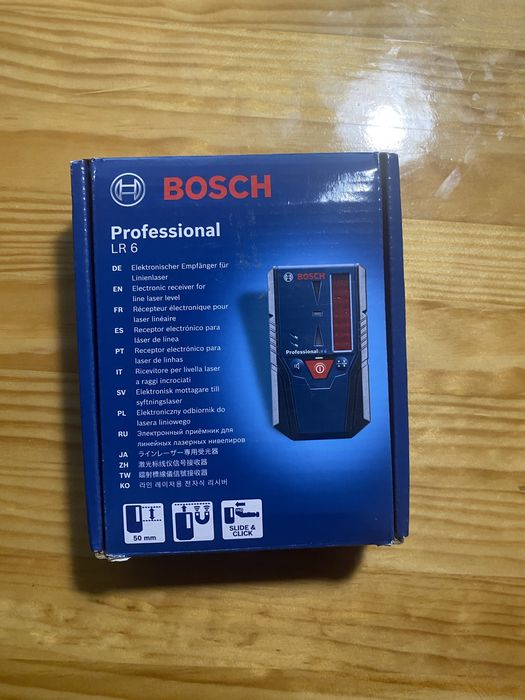 BOSCH
Professional
LR 6
DE Elektronischer Empfänger für
Linienlaser
EN Electronic receiver for
line laser level
FR Récepteur électronique pour
laser linéaire
ES Receptor electrónico para
láser de línea
PT Receptor electrónico para
laser de linhas
IT Ricevitore per livella laser
a raggi incrociati
SV Elektronisk mottagare till
syftningslaser
PL Elektroniczny odbiornik do
lasera liniowego
RU Электронный приёмник для
линейных лазерных нивелиров
JA ラインレーザー専用受光器
ZH 激光标线仪信号接收器
TW 鐳射標線儀信號接收器
KO 라인 레이저용 전자식 리시버
BOSCH
Professional LR 6
50 mm
SLIDE &
CLICK